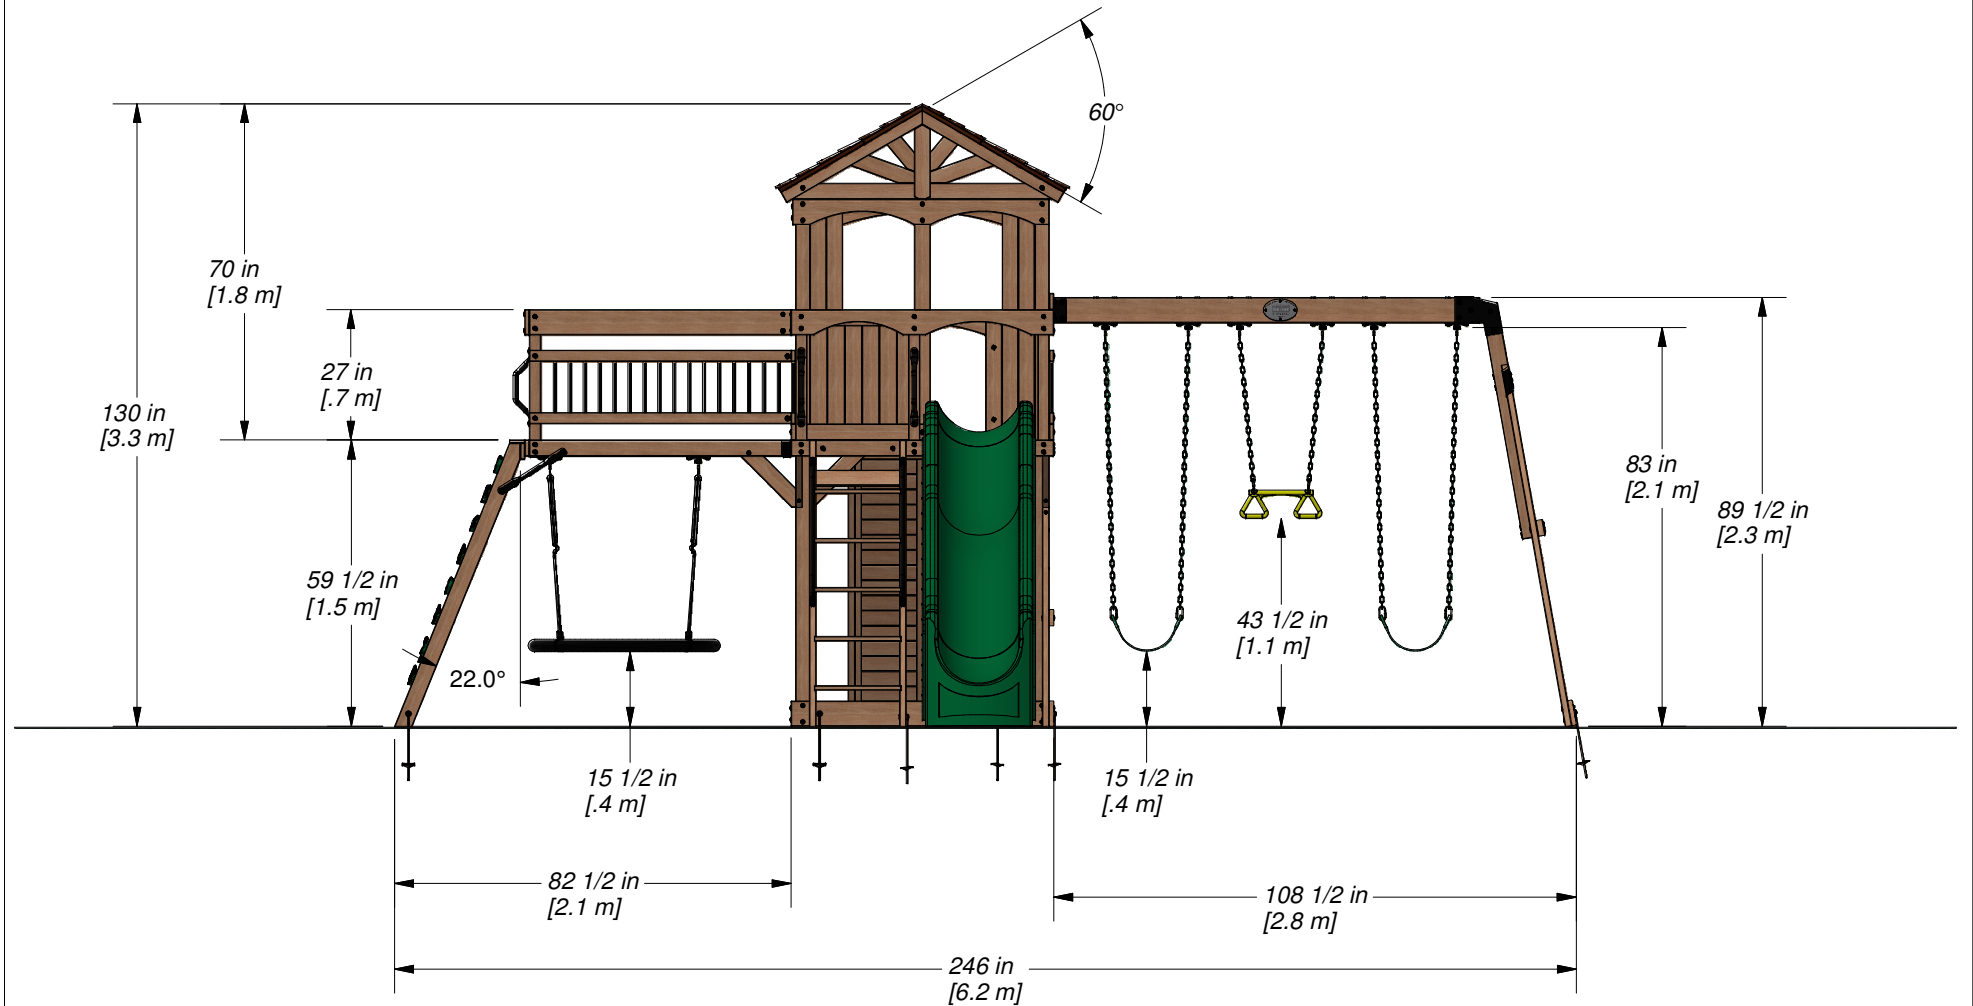 60°
70 in
[1.8 m]
27 in
[.7 m]
130 in
[3.3 m]
83 in
[2.1 m]
89 1/2 in
[2.3 m]
59 1/2 in
[1.5 m]
43 1/2 in
[1.1 m]
22.0°
15 1/2 in
[.4 m]
15 1/2 in
[.4 m]
82 1/2 in
[2.1 m]
108 1/2 in
[2.8 m]
246 in
[6.2 m]